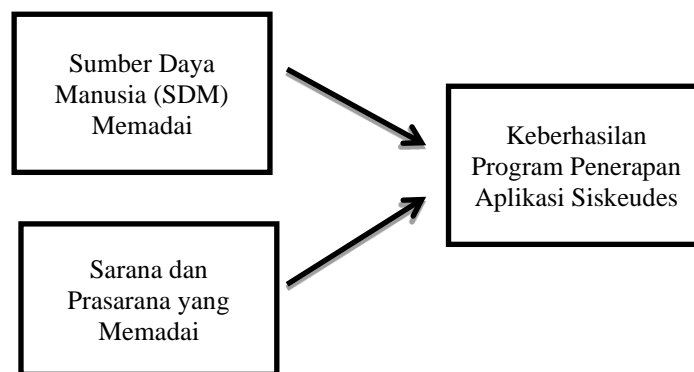 Sumber Daya
Manusia (SDM)
Memadai
Keberhasilan
Program Penerapan
Aplikasi Siskeudes
Sarana dan
Prasarana yang
Memadai